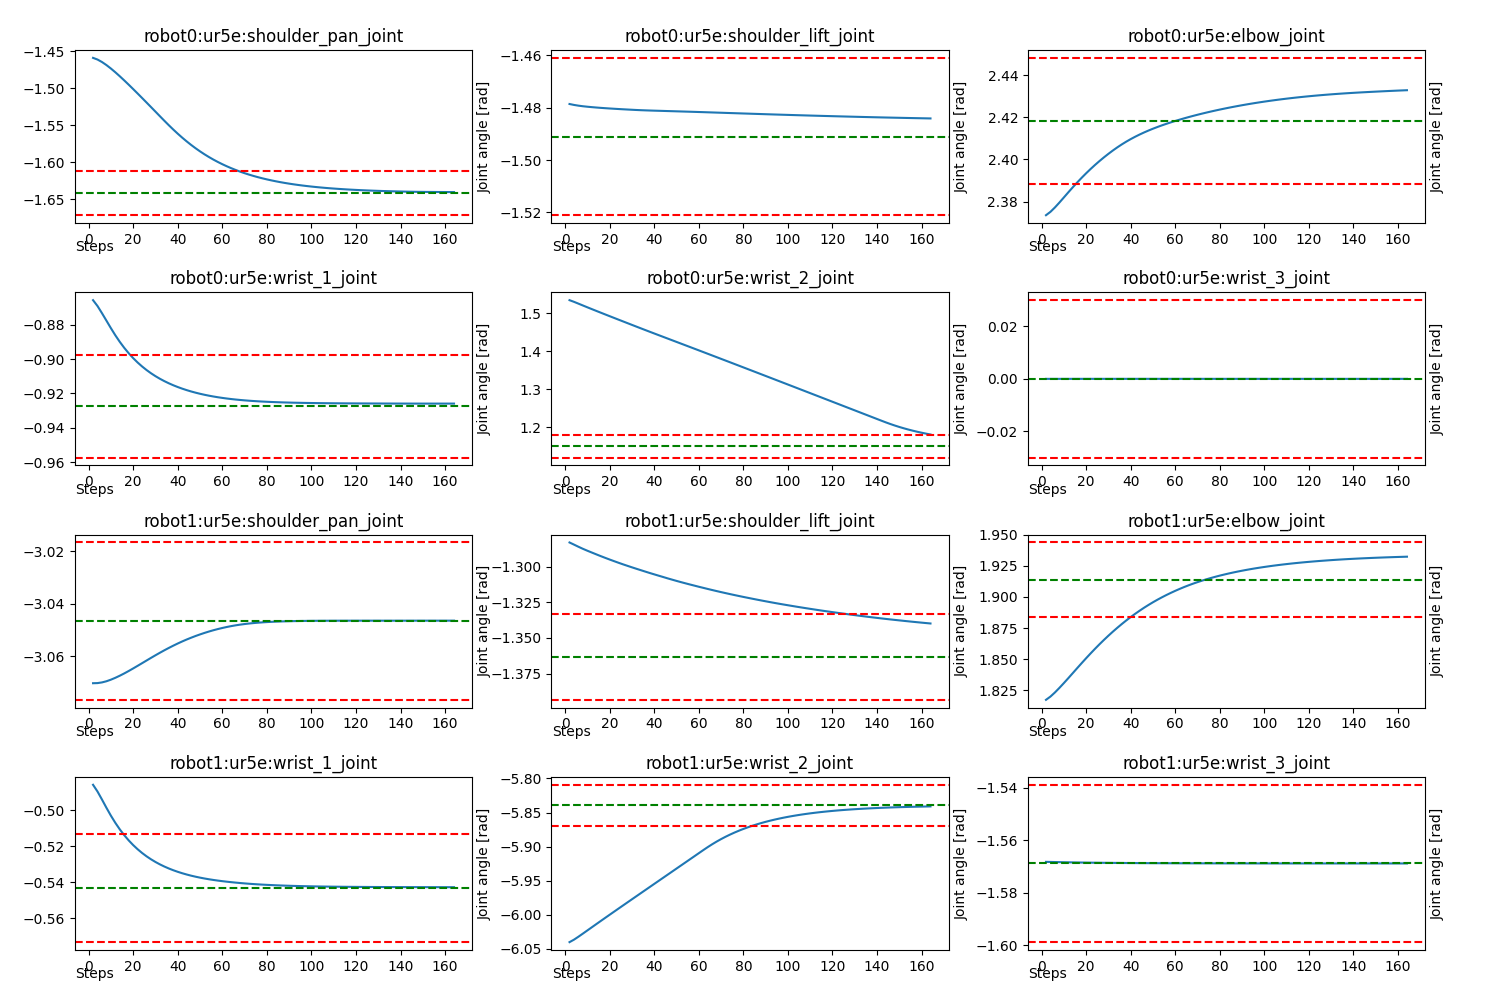 robot0:ur5e:shoulder_pan_joint
−1.45
−1.50
−1.55
−1.60
−1.65
0 20 40 60 80 100 120 140 160
Steps
Joint angle [rad]
robot0:ur5e:shoulder_lift_joint
−1.46
−1.48
−1.50
−1.52
0 20 40 60 80 100 120 140 160
Steps
Joint angle [rad]
robot0:ur5e:elbow_joint
2.44
2.42
2.40
2.38
0 20 40 60 80 100 120 140 160
Steps
Joint angle [rad]
robot0:ur5e:wrist_1_joint
−0.88
−0.90
−0.92
−0.94
−0.96
0 20 40 60 80 100 120 140 160
Steps
Joint angle [rad]
robot0:ur5e:wrist_2_joint
1.5
1.4
1.3
1.2
0 20 40 60 80 100 120 140 160
Steps
Joint angle [rad]
robot0:ur5e:wrist_3_joint
0.02
0.00
−0.02
0 20 40 60 80 100 120 140 160
Steps
Joint angle [rad]
robot1:ur5e:shoulder_pan_joint
−3.02
−3.04
−3.06
0 20 40 60 80 100 120 140 160
Steps
Joint angle [rad]
robot1:ur5e:shoulder_lift_joint
−1.300
−1.325
−1.350
−1.375
0 20 40 60 80 100 120 140 160
Steps
Joint angle [rad]
robot1:ur5e:elbow_joint
1.950
1.925
1.900
1.875
1.850
1.825
0 20 40 60 80 100 120 140 160
Steps
Joint angle [rad]
robot1:ur5e:wrist_1_joint
−0.50
−0.52
−0.54
−0.56
0 20 40 60 80 100 120 140 160
Steps
Joint angle [rad]
robot1:ur5e:wrist_2_joint
−5.80
−5.85
−5.90
−5.95
−6.00
−6.05
0 20 40 60 80 100 120 140 160
Steps
Joint angle [rad]
robot1:ur5e:wrist_3_joint
−1.54
−1.56
−1.58
−1.60
0 20 40 60 80 100 120 140 160
Steps
Joint angle [rad]